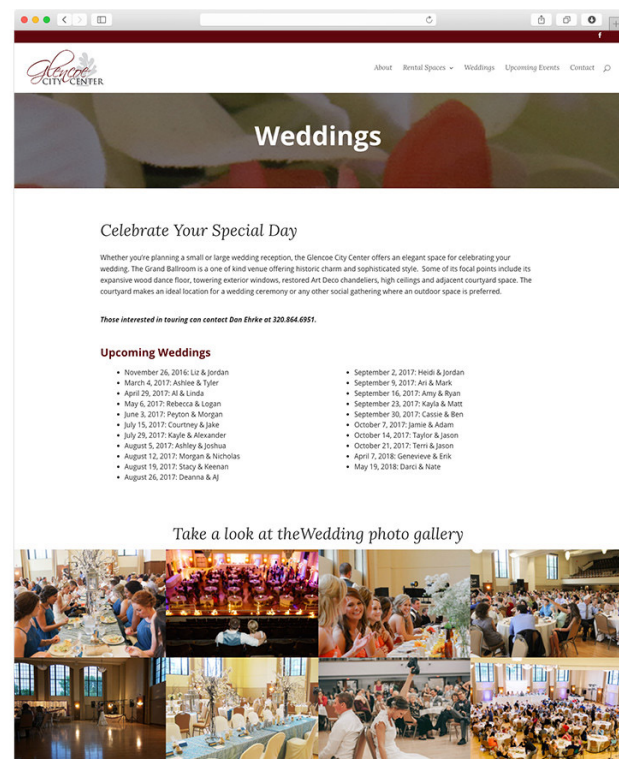 f
Glencoe
CITY CENTER
About Rental Spaces Weddings Upcoming Events Contact
Weddings
Celebrate Your Special Day
Whether you're planning a small or large wedding reception, the Glencoe City Center offers an elegant space for celebrating your
wedding. The Grand Ballroom is a one of kind venue offering historic charm and sophisticated style. Some of its focal points include its
expansive wood dance floor, towering exterior windows, restored Art Deco chandeliers, high ceilings and adjacent courtyard space. The
courtyard makes an ideal location for a wedding ceremony or any other social gathering where an outdoor space is preferred.
Those interested in touring can contact Dan Ehrke at 320.864.6951.
Upcoming Weddings
• November 26, 2016: Liz & Jordan
• March 4, 2017: Ashlee & Tyler
• April 29, 2017: Al & Linda
• May 6, 2017: Rebecca & Logan
• June 3, 2017: Peyton & Morgan
• July 15, 2017: Courtney & Jake
• July 29, 2017: Kayle & Alexander
• August 5, 2017: Ashley & Joshua
• August 12, 2017: Morgan & Nicholas
• August 19, 2017: Stacy & Keenan
• August 26, 2017: Deanna & AJ
• September 2, 2017: Heidi & Jordan
• September 9, 2017: Ari & Mark
• September 16, 2017: Amy & Ryan
• September 23, 2017: Kayla & Matt
• September 30, 2017: Cassie & Ben
• October 7, 2017: Jamie & Adam
• October 14, 2017: Taylor & Jason
• October 21, 2017: Terri & Jason
• April 7, 2018: Genevieve & Erik
• May 19, 2018: Darci & Nate
Take a look at theWedding photo gallery